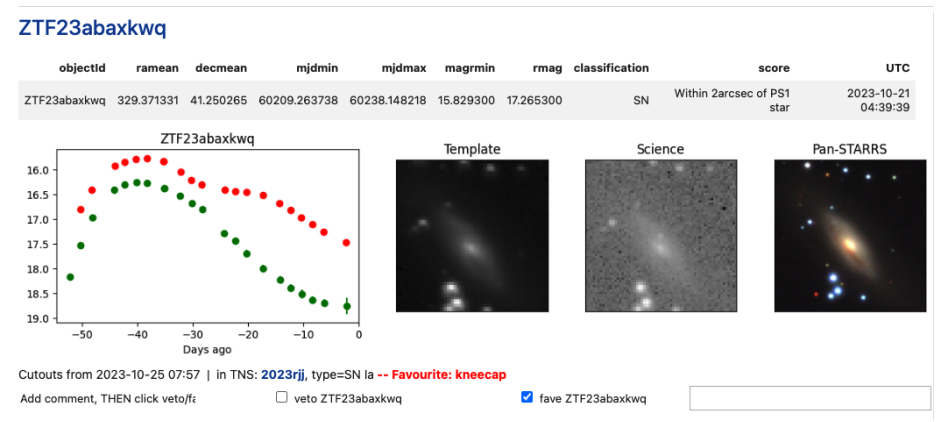 ZTF23abaxkwq
objectId ramean decmean mjdmin mjdmax magrmin rmag classification score UTC
ZTF23abaxkwq 329.371331 41.250265 60209.263738 60238.148218 15.829300 17.265300 SN Within 2arcsec of PS1 star 2023-10-21 04:39:39
ZTF23abaxkwq
16.0
16.5
17.0
17.5
18.0
18.5
19.0
−50 −40 −30 −20 −10 0
Days ago
Template
Science
Pan-STARRS
Cutouts from 2023-10-25 07:57 | in TNS: 2023rjj, type=SN Ia -- Favourite: kneecap
Add comment, THEN click veto/fa
veto ZTF23abaxkwq
fave ZTF23abaxkwq